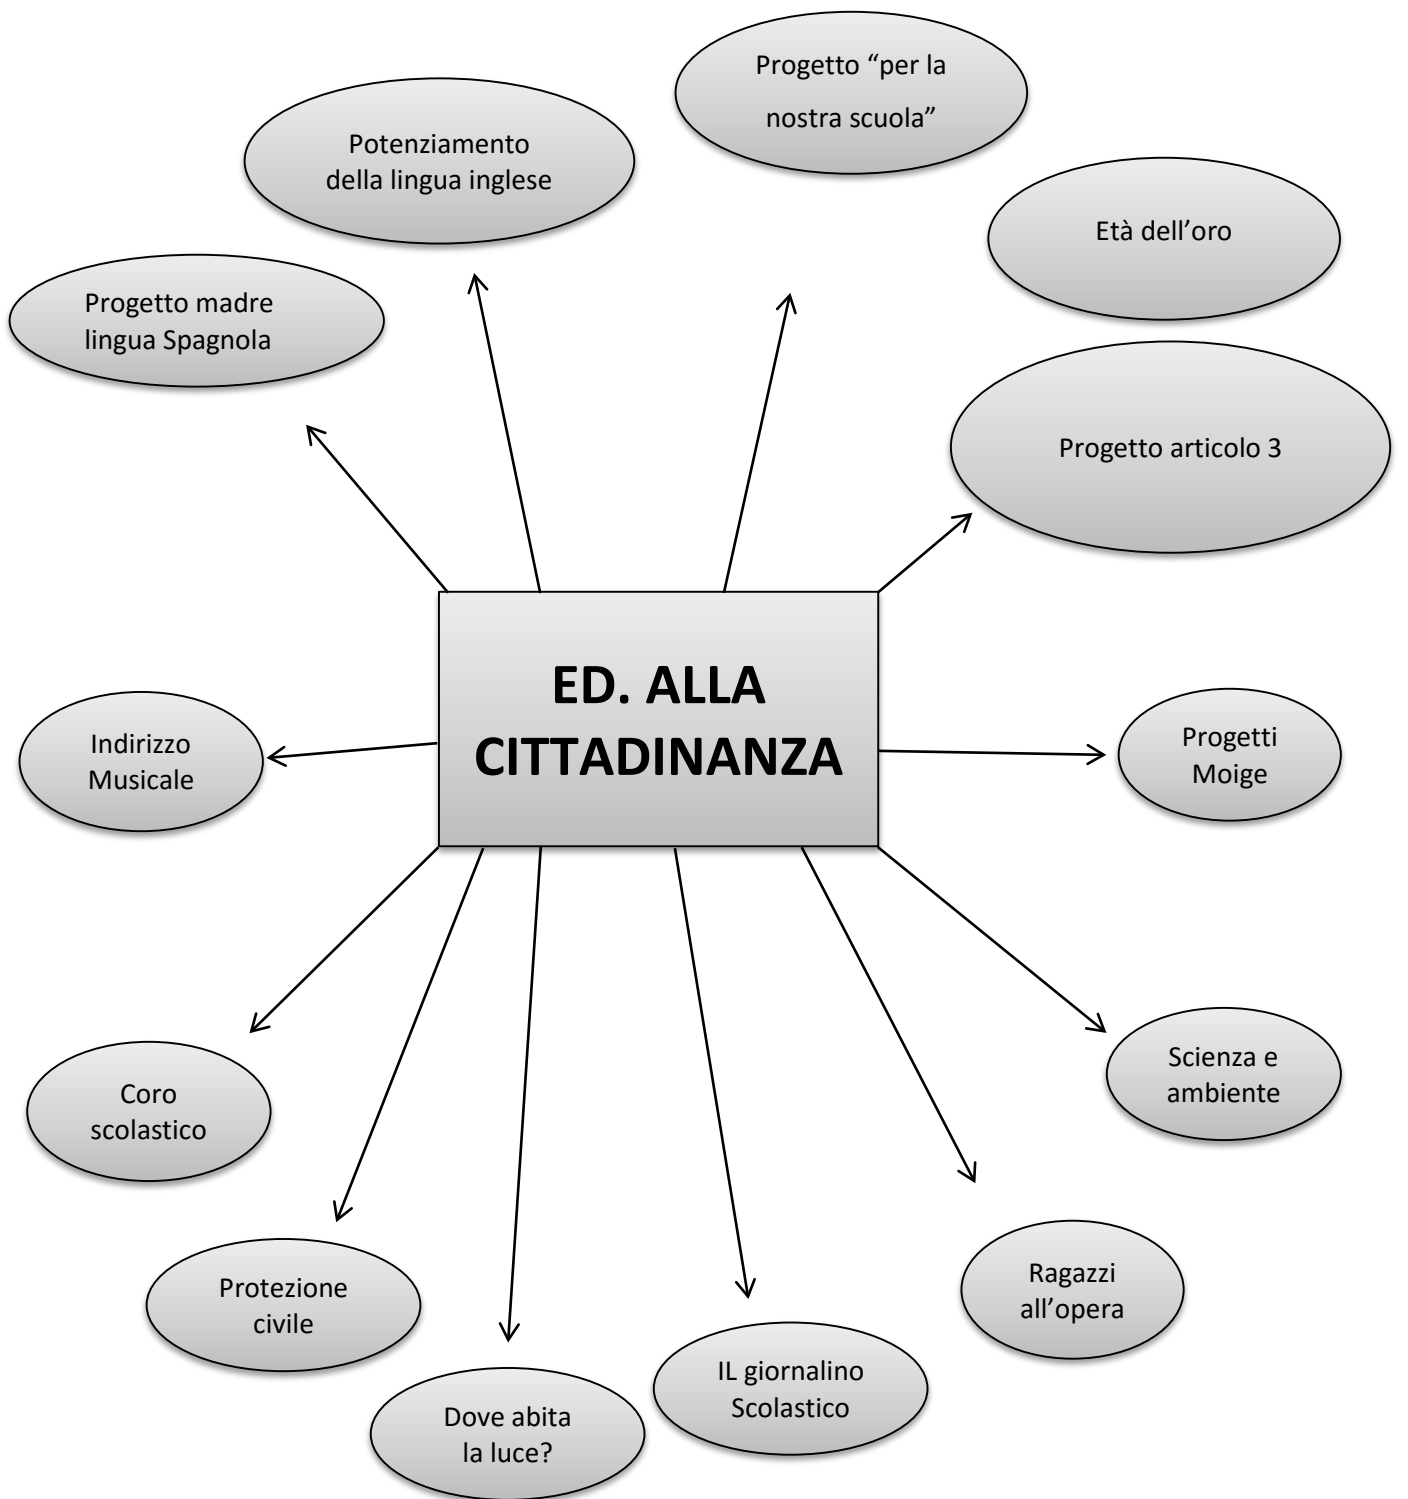 Progetto “per la
nostra scuola”
Potenziamento
della lingua inglese
Età dell’oro
Progetto madre
lingua Spagnola
Progetto articolo 3
ED. ALLA
CITTADINANZA
Indirizzo
Musicale
Progetti
Moige
Scienza e
ambiente
Coro
scolastico
Protezione
civile
Ragazzi
all’opera
IL giornalino
Scolastico
Dove abita
la luce?